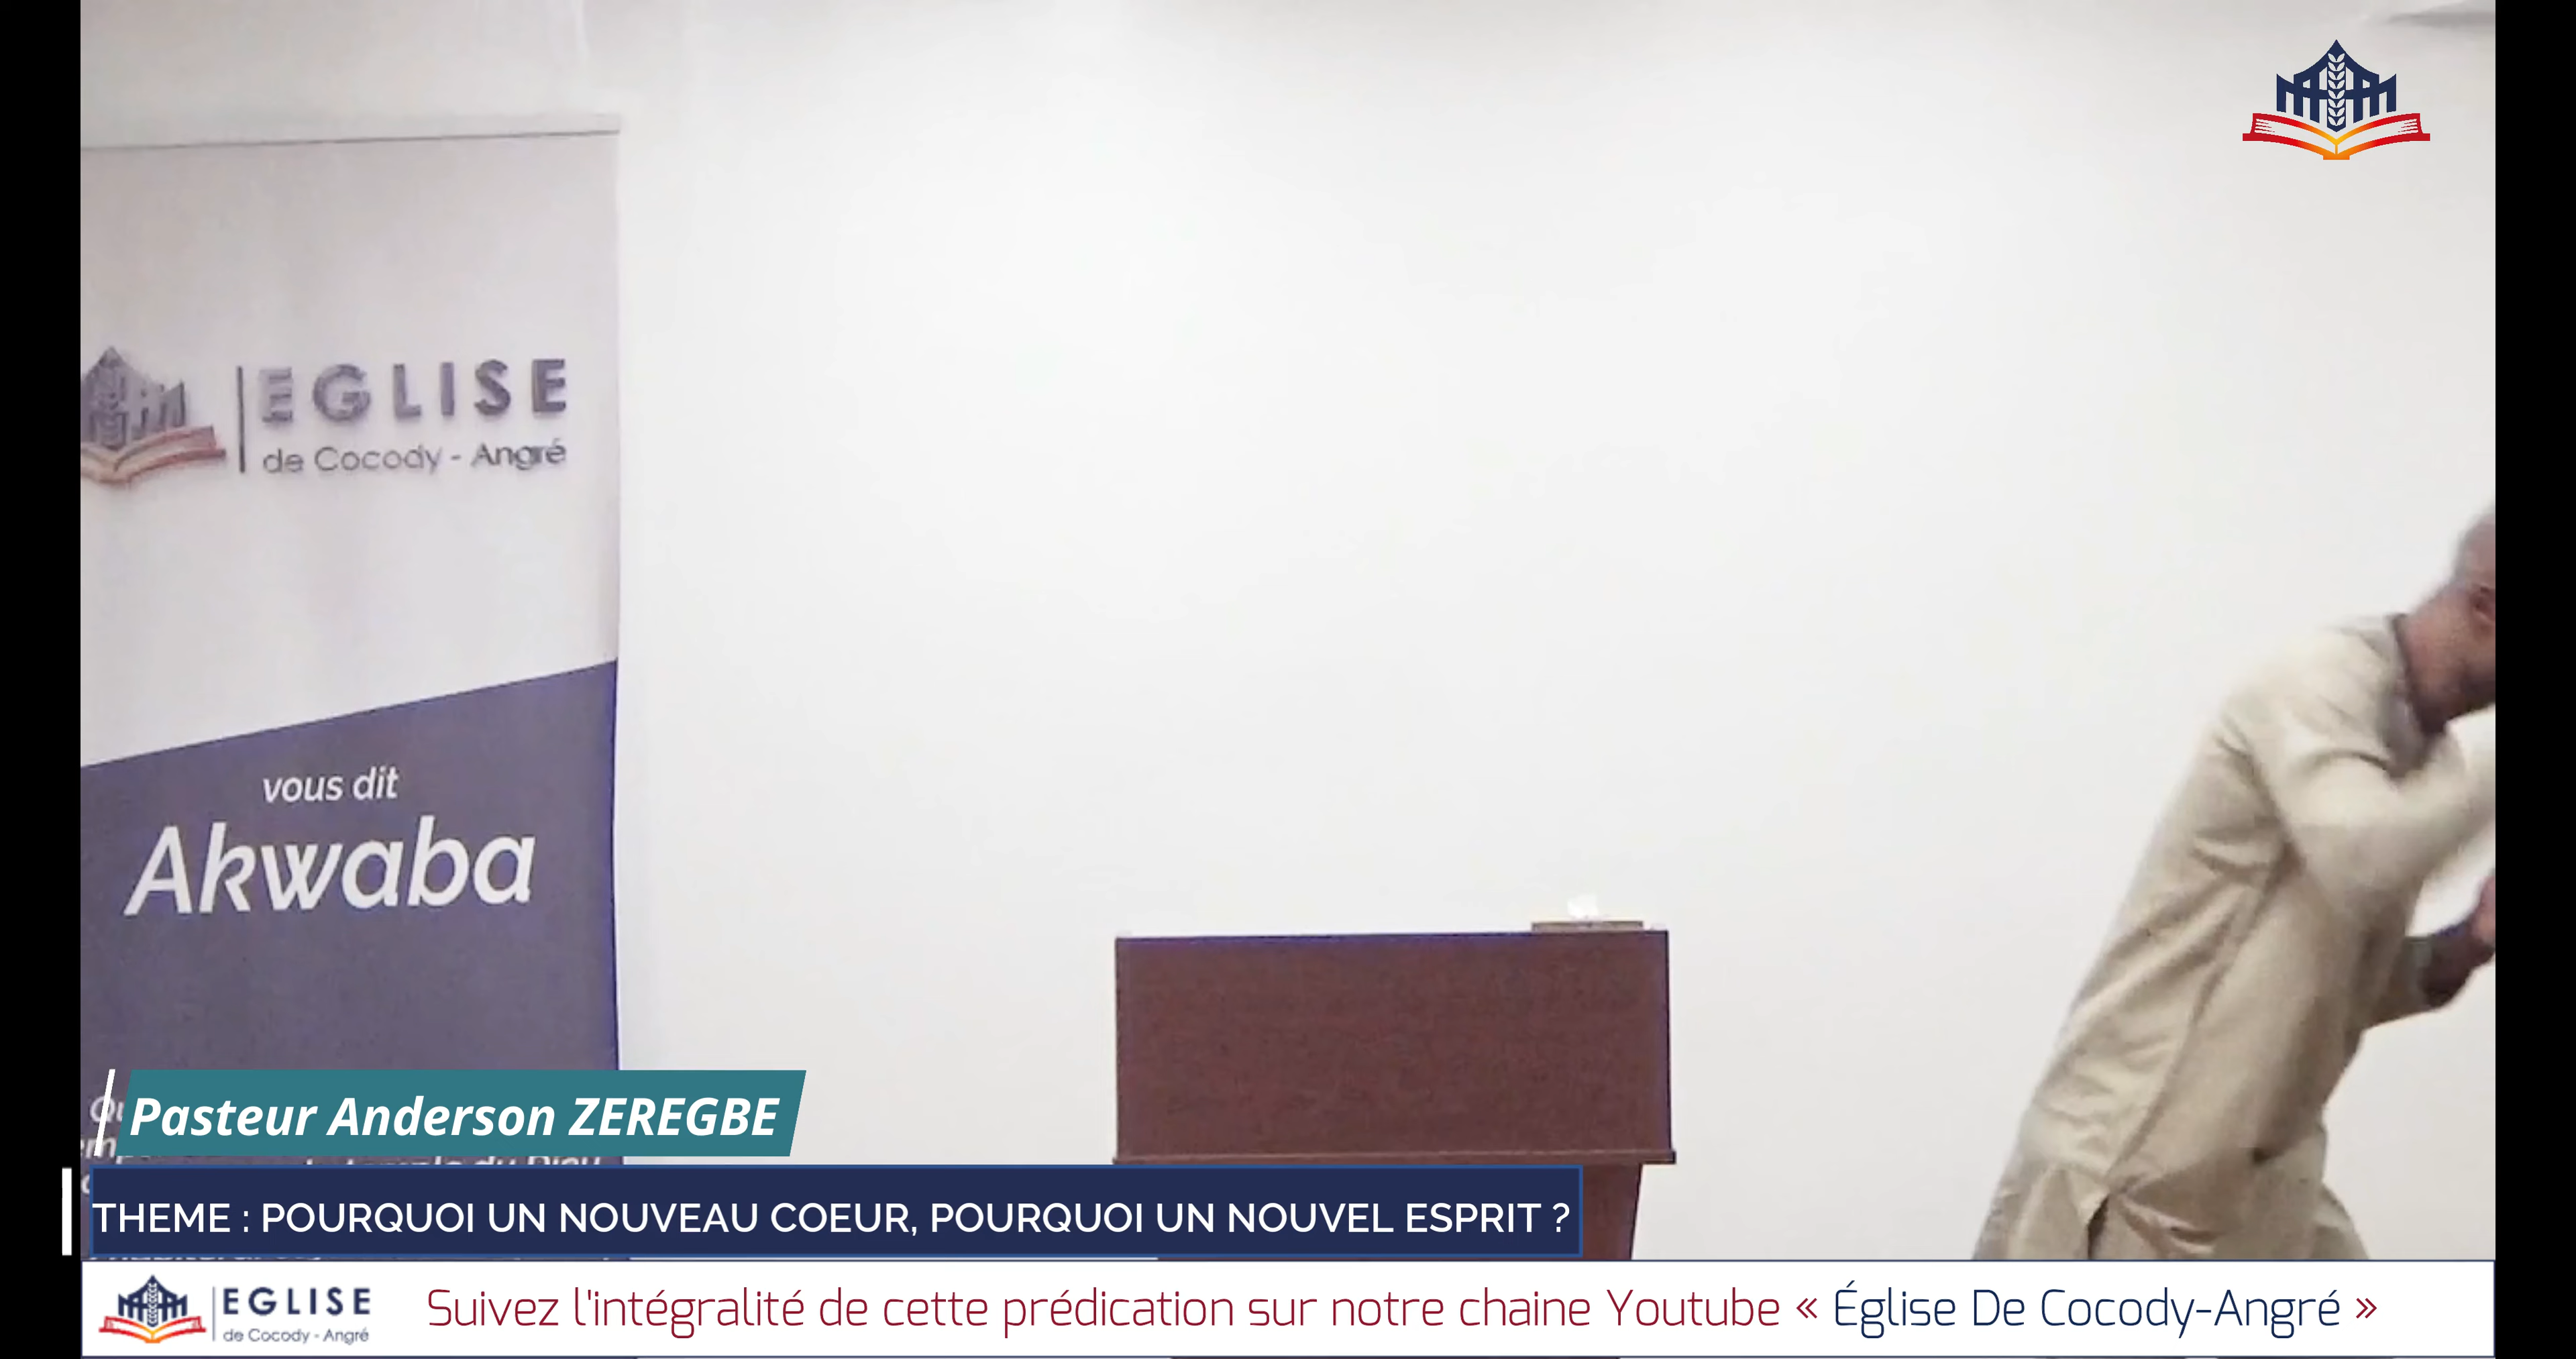 EGLISE
de Cocody - Angré
vous dit
Akwaba
Pasteur Anderson ZEREGBE
THEME : POURQUOI UN NOUVEAU COEUR, POURQUOI UN NOUVEL ESPRIT ?
EGLISE
de Cocody - Angré
Suivez l'intégralité de cette prédication sur notre chaine Youtube « Église De Cocody-Angré »